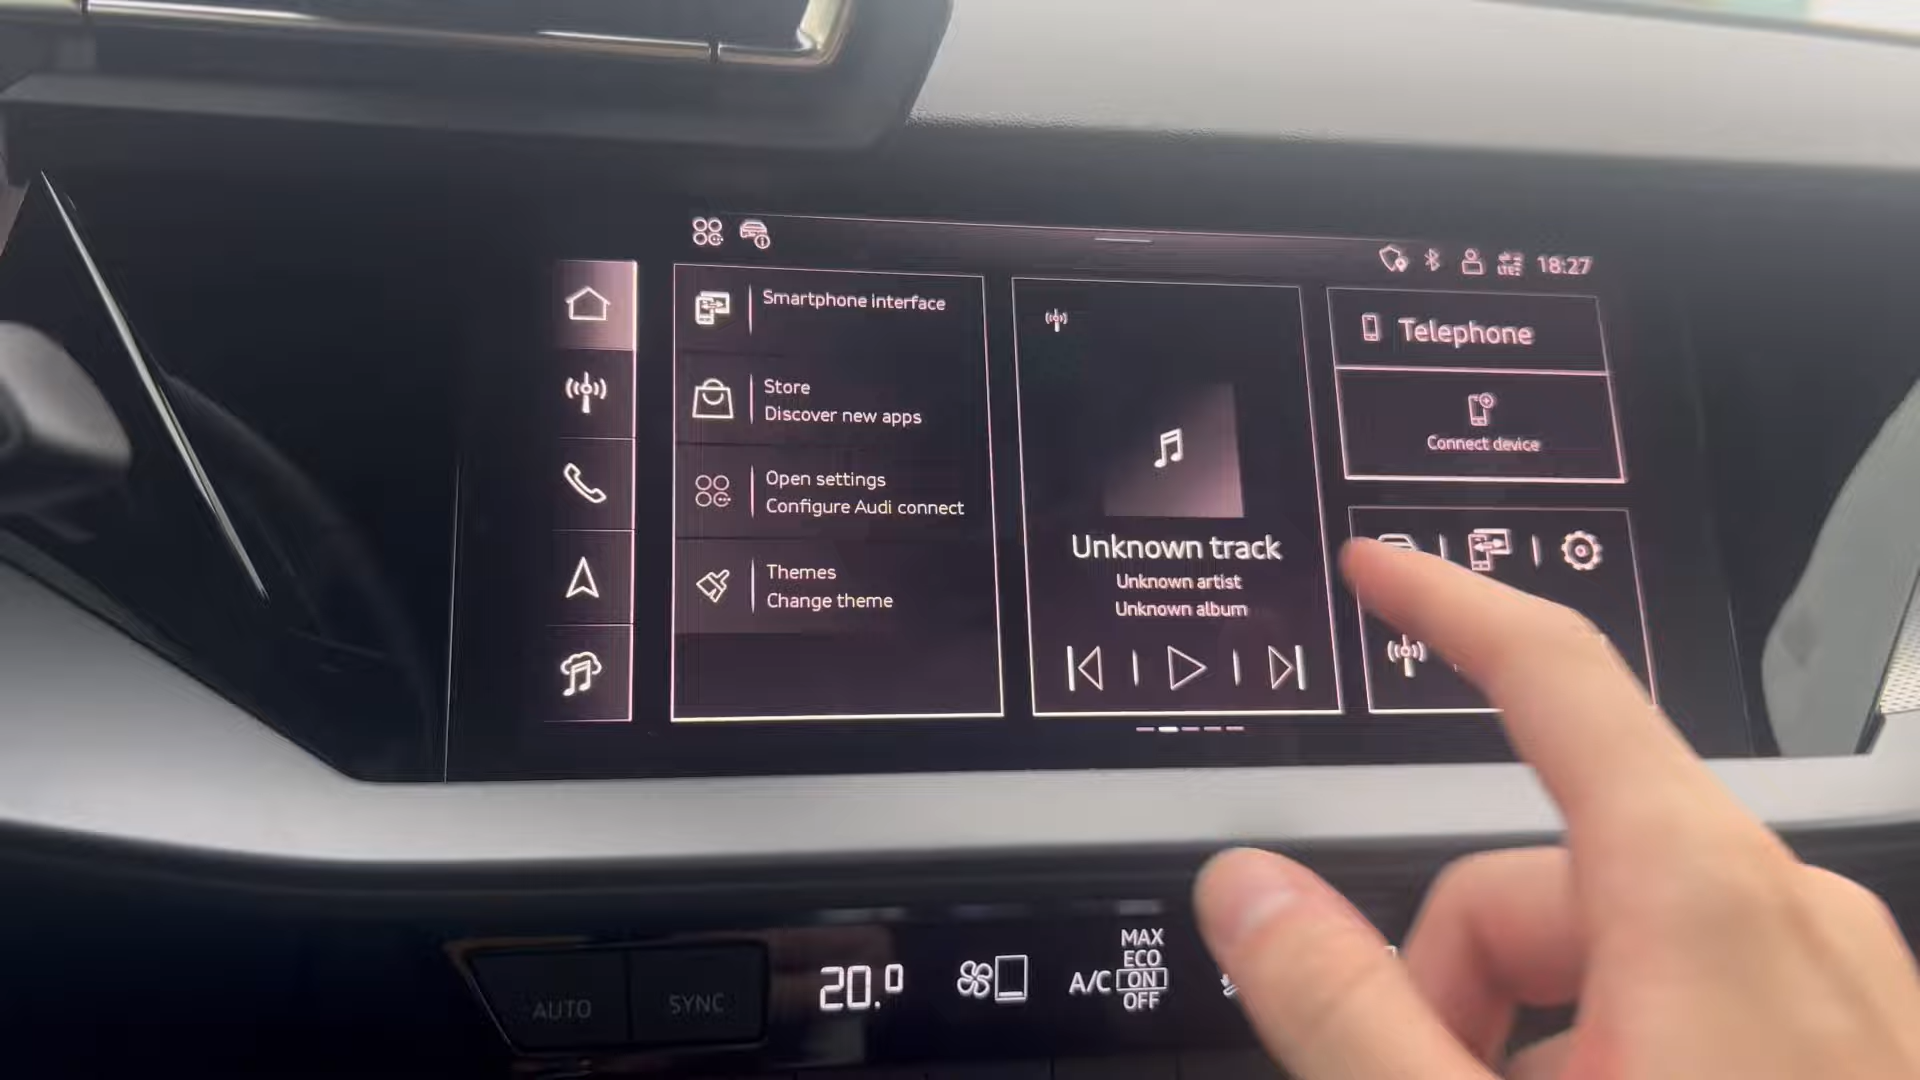 18:27
Smartphone interface
Store
Discover new apps
Open settings
Configure Audi connect
Themes
Change theme
Unknown track
Unknown artist
Unknown album
Telephone
Connect device
AUTO
SYNC
20.0
A/C
MAX
ECO
ON
OFF